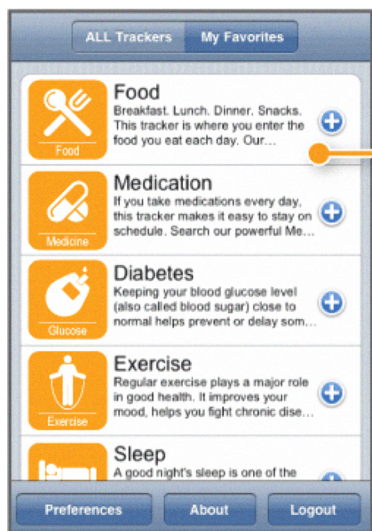 ALL Trackers My Favorites
Food
Breakfast. Lunch. Dinner. Snacks.
This tracker is where you enter the
food you eat each day. Our...
Food
Medication
If you take medications every day,
this tracker makes it easy to stay on
schedule. Search our powerful Me...
Medicine
Diabetes
Keeping your blood glucose level
(also called blood sugar) close to
normal helps prevent or delay som...
Glucose
Exercise
Regular exercise plays a major role
in good health. It improves your
mood, helps you fight chronic dise...
Exercise
Sleep
A good night's sleep is one of the
Preferences About Logout